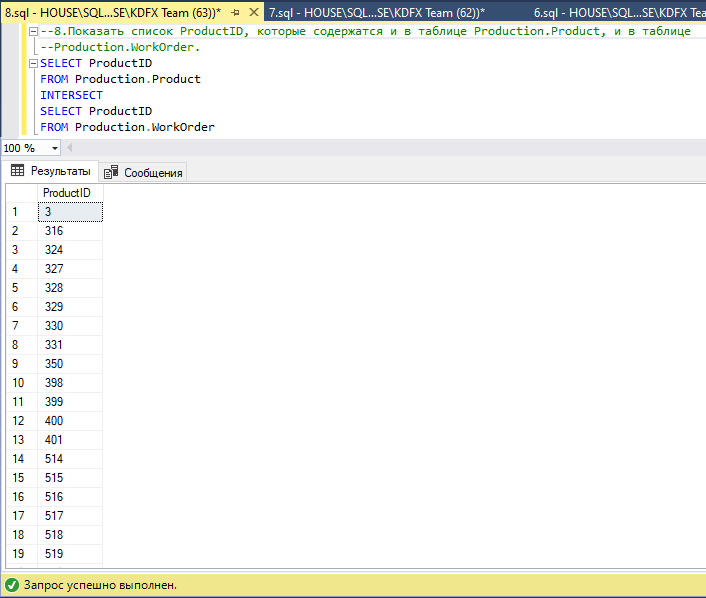 8.sql - HOUSE\SQL...SE\KDFX Team (63))* 7.sql - HOUSE\SQL...SE\KDFX Team (62))* 6.sql - HOUSE\SQL...SE\KDFX Te
--8.Показать список ProductID, которые содержатся и в таблице Production.Product, и в таблице
--Production.WorkOrder.
SELECT ProductID
FROM Production.Product
INTERSECT
SELECT ProductID
FROM Production.WorkOrder
100 %
Результаты Сообщения
ProductID
1 3
2 316
3 324
4 327
5 328
6 329
7 330
8 331
9 350
10 398
11 399
12 400
13 401
14 514
15 515
16 516
17 517
18 518
19 519
Запрос успешно выполнен.